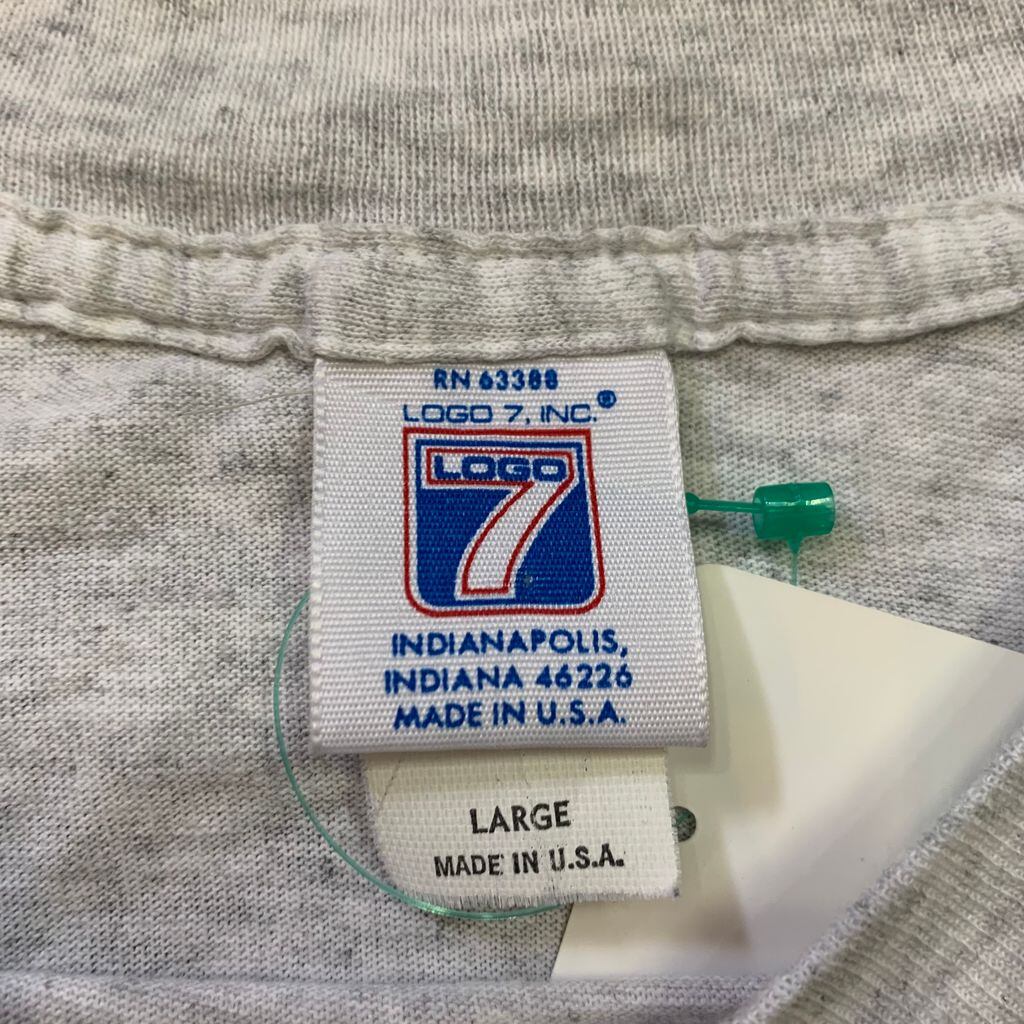 RN 63388
LOGO 7, INC.®
LOGO
7
INDIANAPOLIS,
INDIANA 46226
MADE IN U.S.A.
LARGE
MADE IN U.S.A.